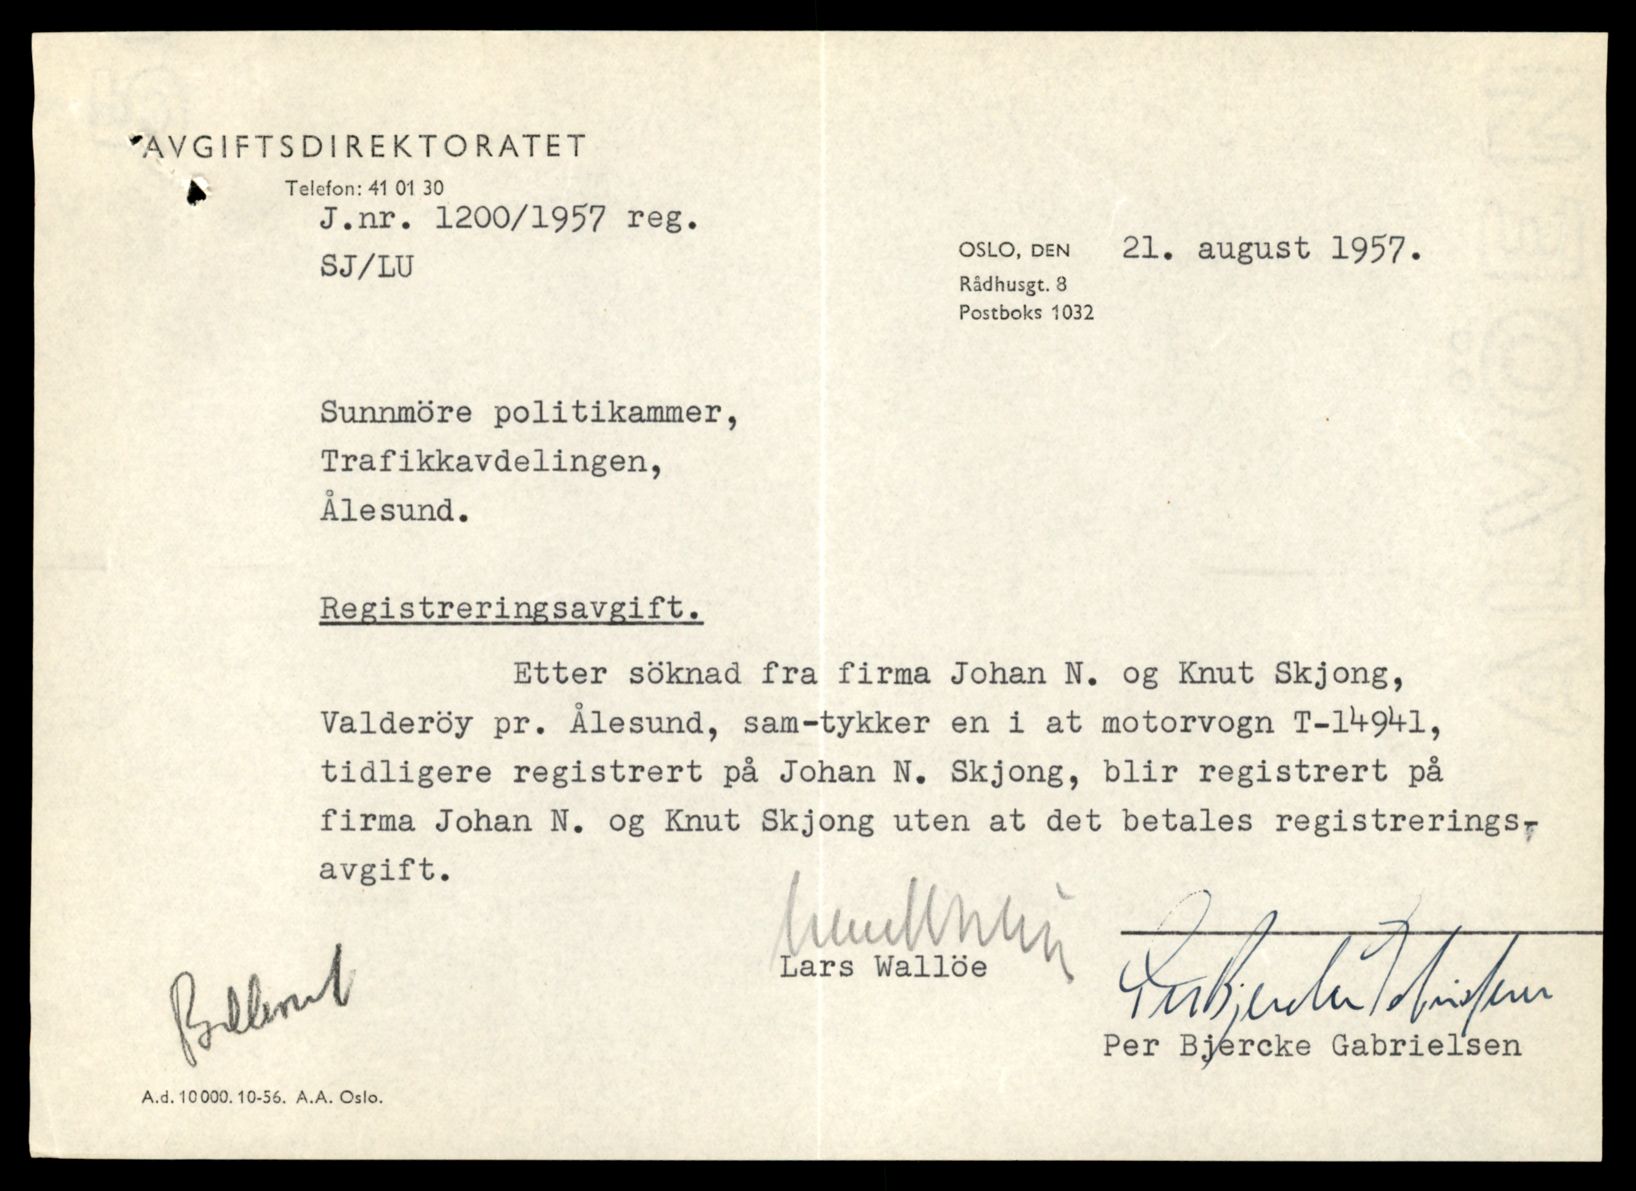 AVGIFTSDIREKTORATET
Telefon: 41 01 30
J.nr. 1200/1957 reg.
SJ/LU
OSLO, DEN 21. august 1957.
Rådhusgt. 8
Postboks 1032
Sunnmöre politikammer,
Trafikkavdelingen,
Ålesund.
Registreringsavgift.
Etter söknad fra firma Johan N. og Knut Skjong,
Valderöy pr. Ålesund, sam-tykker en i at motorvogn T-14941,
tidligere registrert på Johan N. Skjong, blir registrert på
firma Johan N. og Knut Skjong uten at det betales registrerings-
avgift.
Lars Wallöe
Per Bjercke Gabrielsen
A.d. 10000. 10-56. A.A. Oslo.